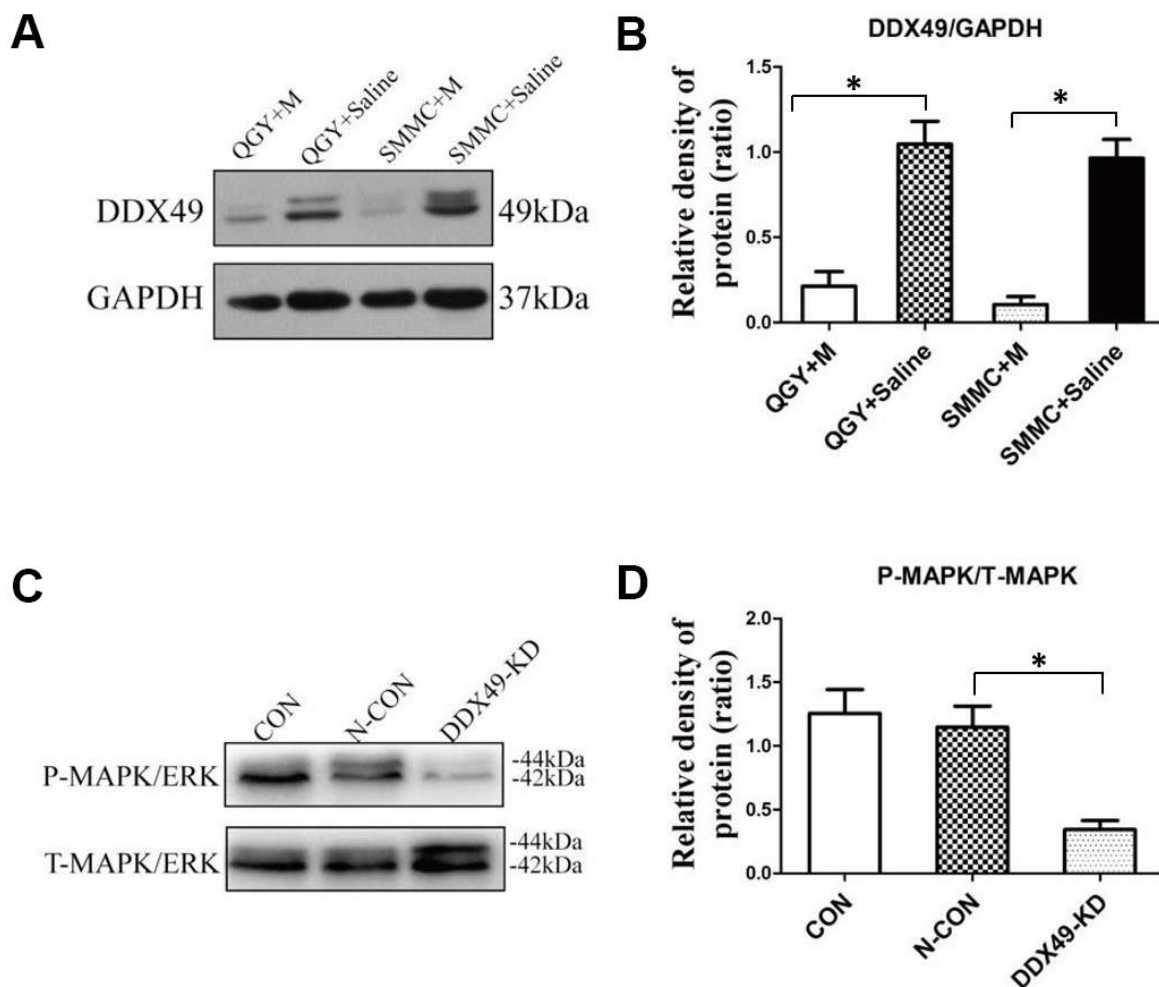 A
QGY+M
QGY+Saline
SMMC+M
SMMC+Saline
DDX49
49kDa
GAPDH
37kDa
B
DDX49/GAPDH
Relative density of
protein (ratio)
1.5
1.0
0.5
0.0
*
*
QGY+M
QGY+Saline
SMMC+M
SMMC+Saline
C
CON
N-CON
DDX49-KD
P-MAPK/ERK
-44kDa
-42kDa
T-MAPK/ERK
-44kDa
-42kDa
D
P-MAPK/T-MAPK
Relative density of
protein (ratio)
2.0
1.5
1.0
0.5
0.0
*
CON
N-CON
DDX49-KD